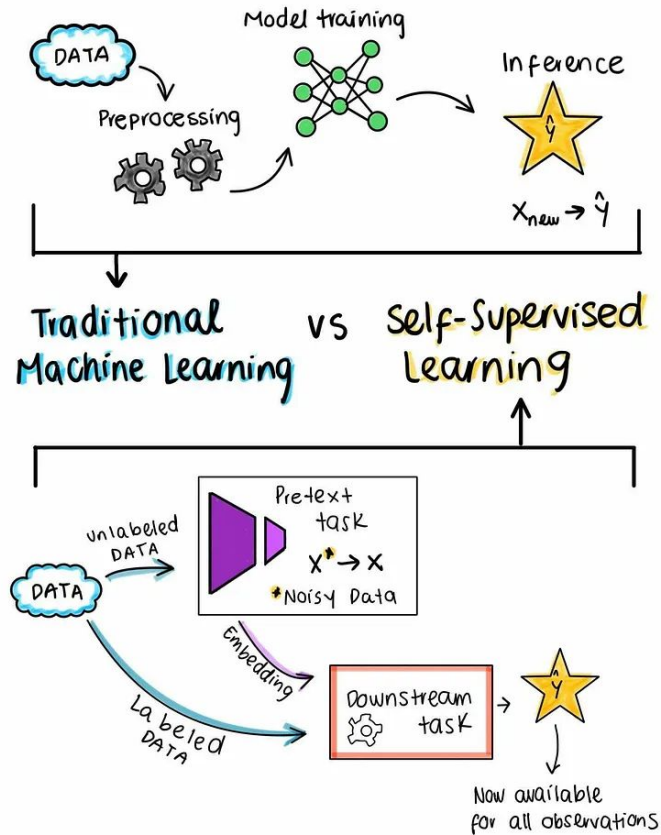 DATA
Model training
Preprocessing
Inference
ŷ
Xnew → ŷ
Traditional
Machine Learning
vs
Self-Supervised
Learning
DATA
Unlabeled
DATA
Pretext
task
X* → X
*Noisy Data
Embedding
Labeled
DATA
Downstream
task
ŷ
Now available
for all observations